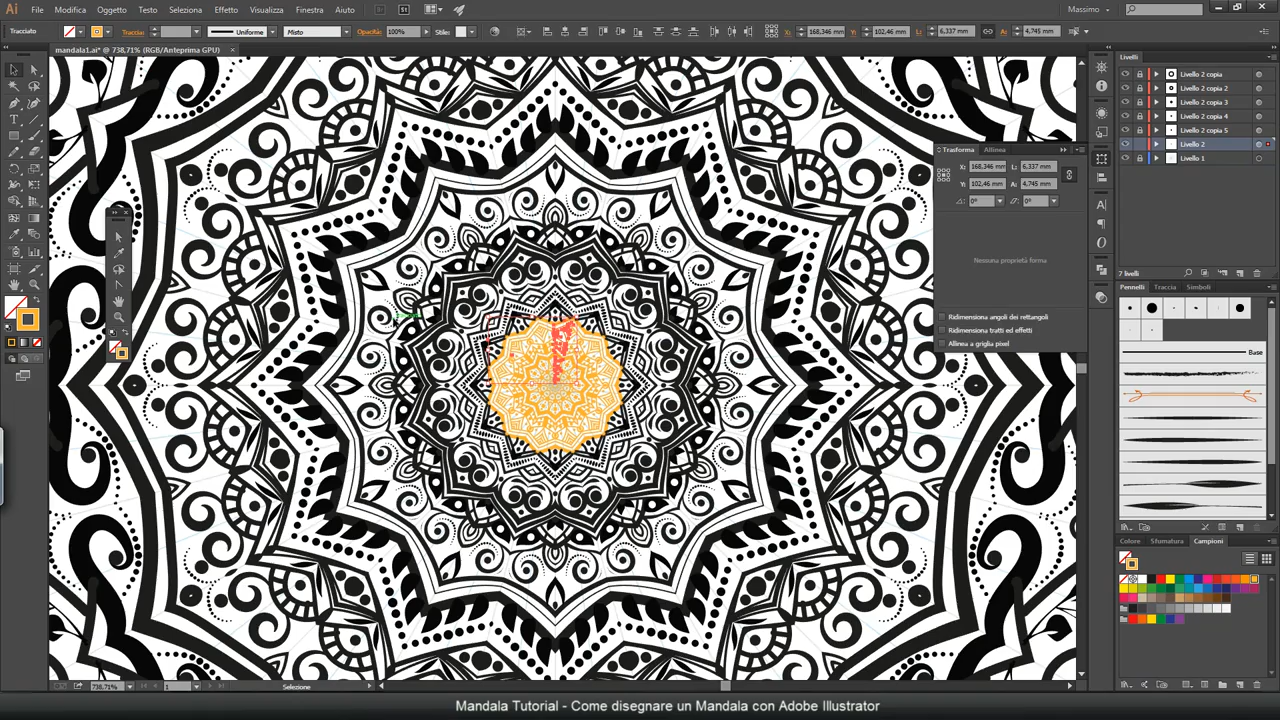 Ai File Modifica Oggetto Testo Seleziona Effetto Visualizza Finestra Aiuto Br St Massimo
Tracciato Traccia: Uniforme Misto Opacità: 100% Stile: X: 168,346 mm Y: 102,46 mm L: 6,337 mm A: 4,745 mm
mandala1.ai* @ 738,71% (RGB/Anteprima GPU) ×
Livelli
Livello 2 copia
Livello 2 copia 2
Livello 2 copia 3
Livello 2 copia 4
Livello 2 copia 5
Livello 2
Livello 1
7 livelli
Trasforma Allinea
X: 168,346 mm L: 6,337 mm
Y: 102,46 mm A: 4,745 mm
0° 0°
Nessuna proprietà forma
Ridimensiona angoli dei rettangoli
Ridimensiona tratti ed effetti
Allinea a griglia pixel
Pennelli Traccia Simboli
Base
Colore Sfumatura Campioni
738,71% 1 Selezione
Mandala Tutorial - Come disegnare un Mandala con Adobe Illustrator